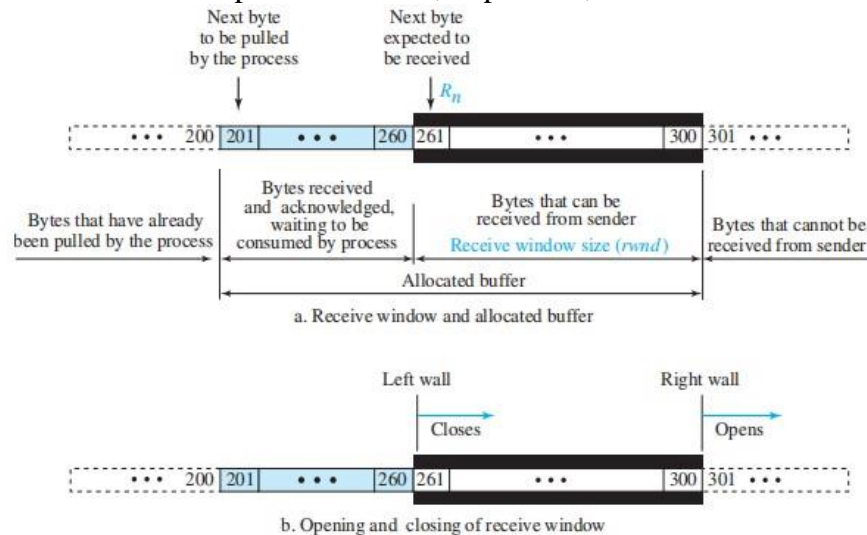 Next byte
to be pulled
by the process
Next byte
expected to
be received
Rn
••• 200 201 ••• 260 261 ••• 300 301 •••
Bytes that have already
been pulled by the process
Bytes received
and acknowledged,
waiting to be
consumed by process
Bytes that can be
received from sender
Receive window size (rwnd)
Bytes that cannot be
received from sender
Allocated buffer
a. Receive window and allocated buffer
Left wall
Right wall
Closes
Opens
••• 200 201 ••• 260 261 ••• 300 301 •••
b. Opening and closing of receive window